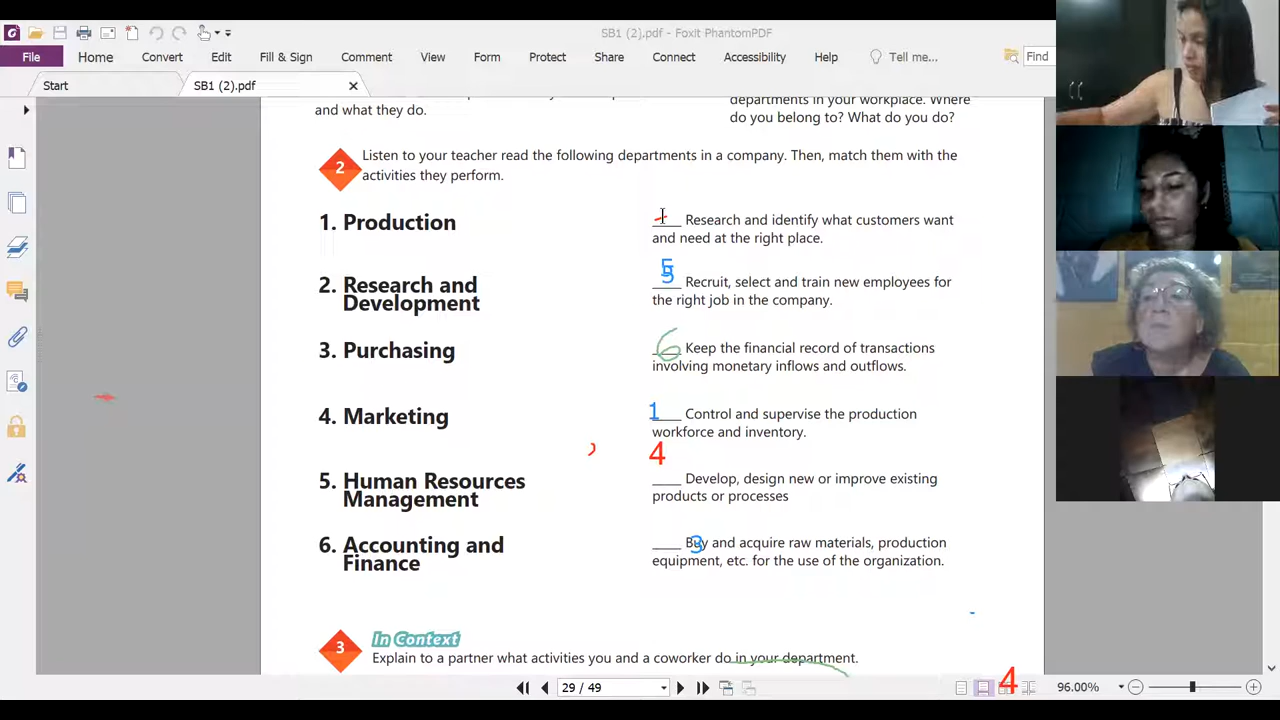 SB1 (2).pdf - Foxit PhantomPDF
File Home Convert Edit Fill & Sign Comment View Form Protect Share Connect Accessibility Help Tell me... Find
Start SB1 (2).pdf
departments in your workplace. Where
and what they do.
do you belong to? What do you do?
2 Listen to your teacher read the following departments in a company. Then, match them with the
activities they perform.
1. Production
2. Research and
Development
3. Purchasing
4. Marketing
5. Human Resources
Management
6. Accounting and
Finance
____ Research and identify what customers want
and need at the right place.
5
____ Recruit, select and train new employees for
the right job in the company.
6
____ Keep the financial record of transactions
involving monetary inflows and outflows.
1
____ Control and supervise the production
workforce and inventory.
4
____ Develop, design new or improve existing
products or processes
3
____ Buy and acquire raw materials, production
equipment, etc. for the use of the organization.
3 In Context
Explain to a partner what activities you and a coworker do in your department.
29 / 49
4
96.00%